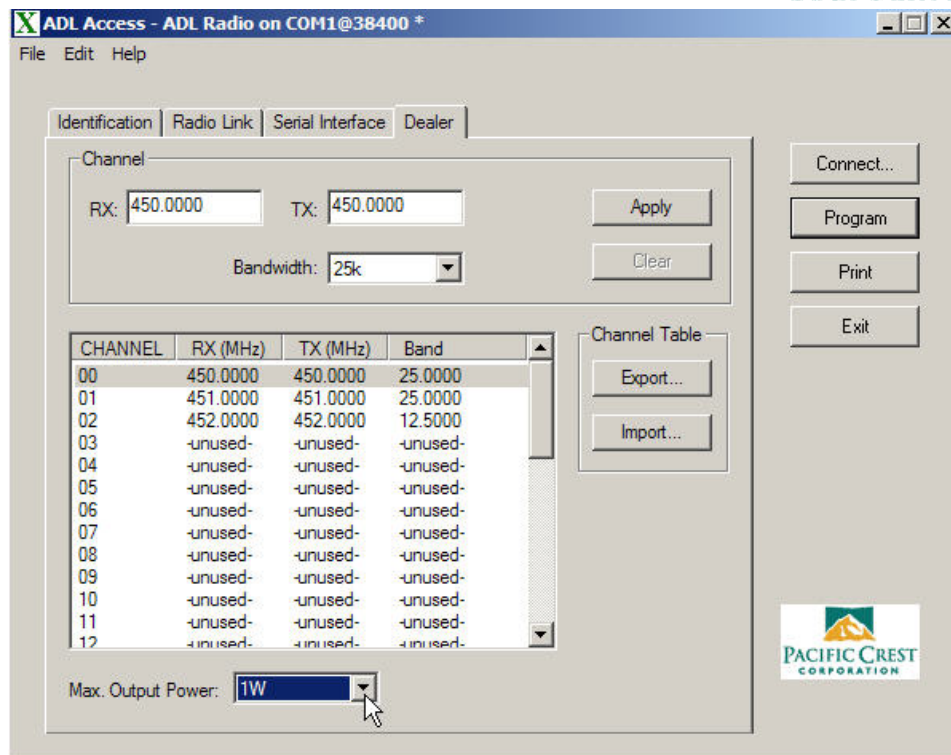 ADL Access - ADL Radio on COM1@38400 *
File Edit Help
Identification Radio Link Serial Interface Dealer
Channel
RX: 450.0000 TX: 450.0000 Apply
Bandwidth: 25k Clear
Connect...
Program
Print
Exit
CHANNEL RX (MHz) TX (MHz) Band
00 450.0000 450.0000 25.0000
01 451.0000 451.0000 25.0000
02 452.0000 452.0000 12.5000
03 -unused- -unused- -unused-
04 -unused- -unused- -unused-
05 -unused- -unused- -unused-
06 -unused- -unused- -unused-
07 -unused- -unused- -unused-
08 -unused- -unused- -unused-
09 -unused- -unused- -unused-
10 -unused- -unused- -unused-
11 -unused- -unused- -unused-
12 -unused- -unused- -unused-
Channel Table
Export...
Import...
Max. Output Power: 1W
PACIFIC CREST
CORPORATION